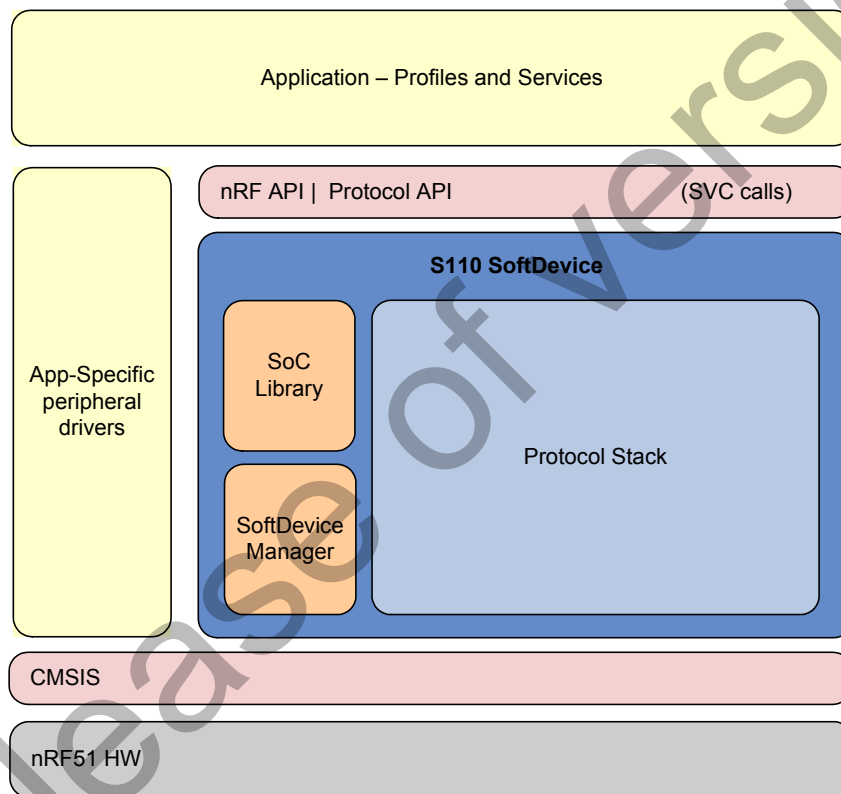 Application – Profiles and Services
nRF API | Protocol API (SVC calls)
S110 SoftDevice
App-Specific
peripheral
drivers
SoC
Library
SoftDevice
Manager
Protocol Stack
CMSIS
nRF51 HW
of